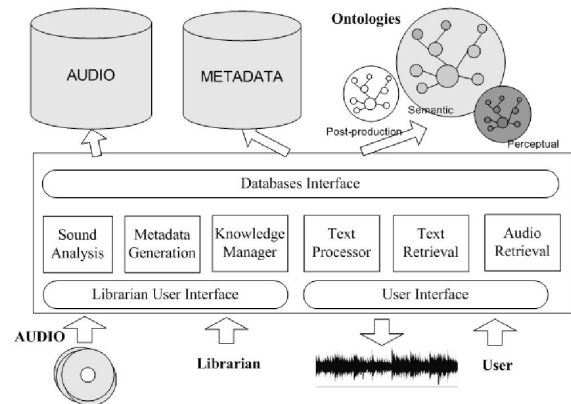 Ontologies
AUDIO
METADATA
Semantic
Post-production
Perceptual
Databases Interface
Sound
Analysis
Metadata
Generation
Knowledge
Manager
Text
Processor
Text
Retrieval
Audio
Retrieval
Librarian User Interface
User Interface
AUDIO
Librarian
User